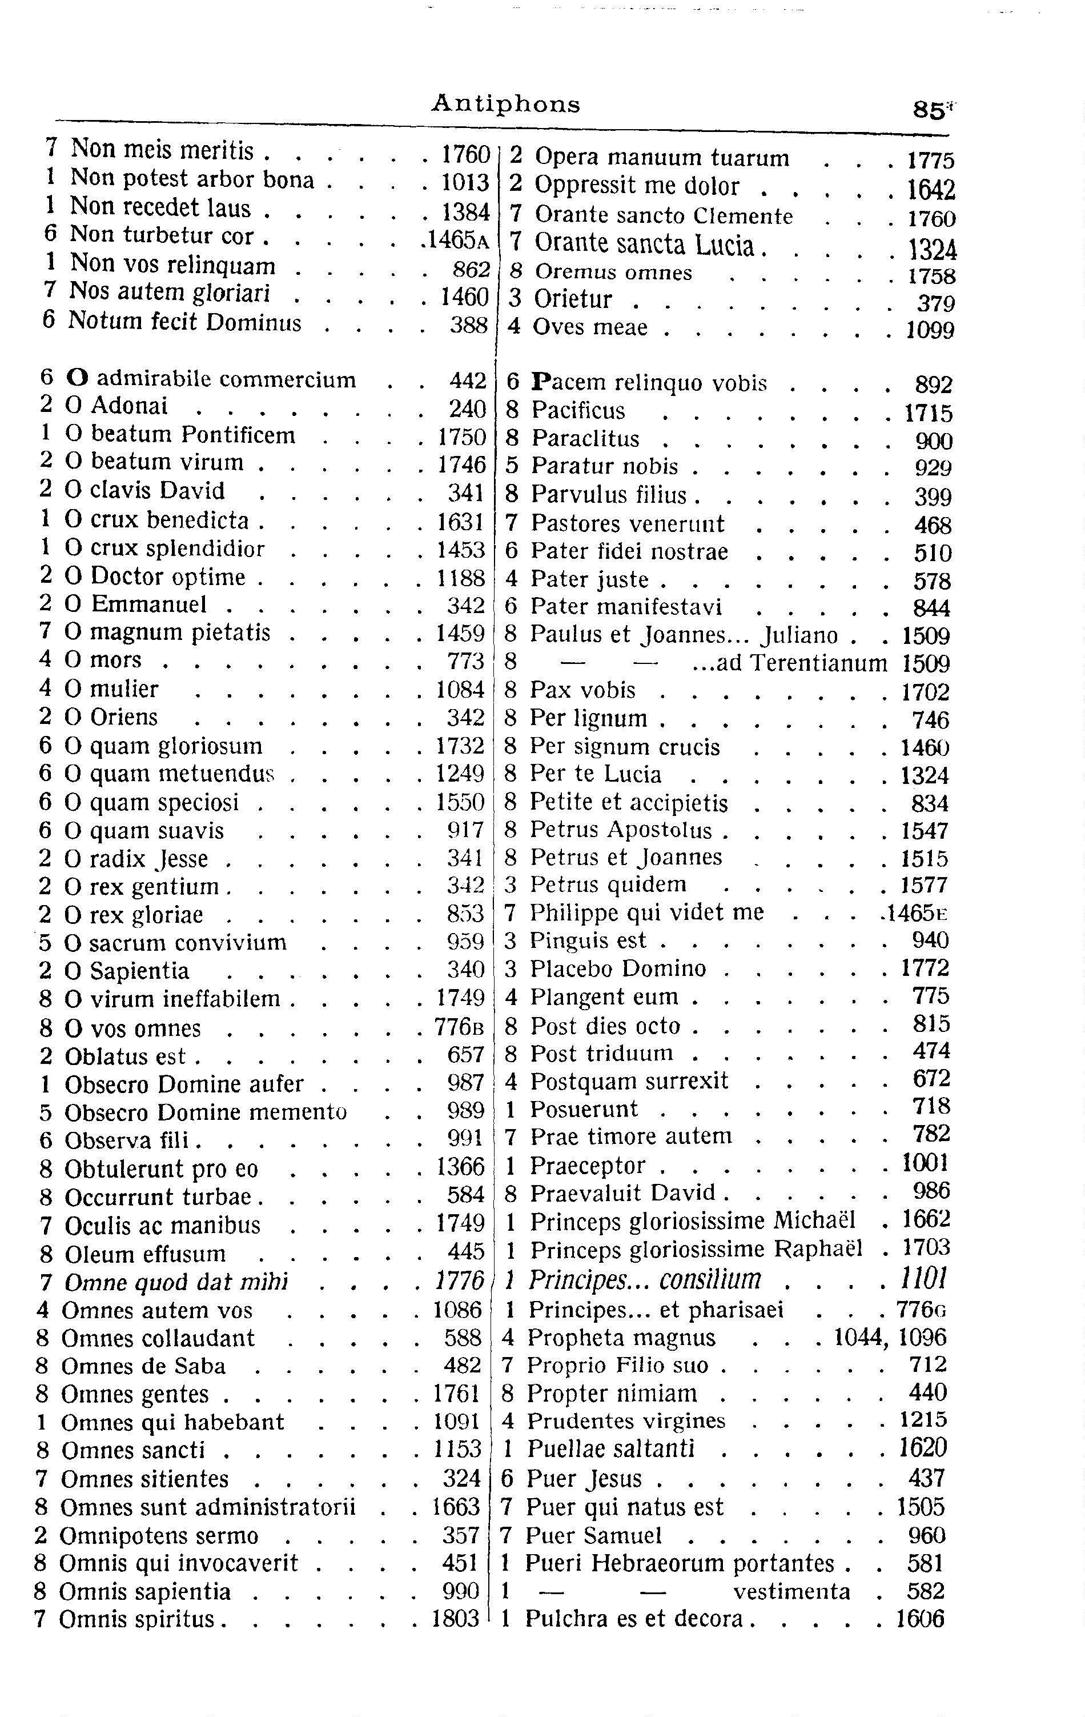 Antiphons 85*
7 Non meis meritis . . . . . . 1760
1 Non potest arbor bona . . . . 1013
1 Non recedet laus . . . . . . 1384
6 Non turbetur cor . . . . . .1465A
1 Non vos relinquam . . . . . 862
7 Nos autem gloriari . . . . . 1460
6 Notum fecit Dominus . . . . 388
6 O admirabile commercium . . 442
2 O Adonai . . . . . . . . 240
1 O beatum Pontificem . . . . 1750
2 O beatum virum . . . . . . 1746
2 O clavis David . . . . . . 341
1 O crux benedicta . . . . . . 1631
1 O crux splendidior . . . . . 1453
2 O Doctor optime . . . . . . 1188
2 O Emmanuel . . . . . . . 342
7 O magnum pietatis . . . . . 1459
4 O mors . . . . . . . . . 773
4 O mulier . . . . . . . . 1084
2 O Oriens . . . . . . . . 342
6 O quam gloriosum . . . . . 1732
6 O quam metuendus . . . . . 1249
6 O quam speciosi . . . . . . 1550
6 O quam suavis . . . . . . 917
2 O radix Jesse . . . . . . . 341
2 O rex gentium . . . . . . . 342
2 O rex gloriae . . . . . . . 853
5 O sacrum convivium . . . . 959
2 O Sapientia . . . . . . . 340
8 O virum ineffabilem . . . . . 1749
8 O vos omnes . . . . . . . 776B
2 Oblatus est . . . . . . . . 657
1 Obsecro Domine aufer . . . . 987
5 Obsecro Domine memento . . 989
6 Observa fili . . . . . . . . 991
8 Obtulerunt pro eo . . . . . 1366
8 Occurrunt turbae . . . . . . 584
7 Oculis ac manibus . . . . . 1749
8 Oleum effusum . . . . . . 445
7 Omne quod dat mihi . . . . 1776
4 Omnes autem vos . . . . . 1086
8 Omnes collaudant . . . . . 588
8 Omnes de Saba . . . . . . 482
8 Omnes gentes . . . . . . . 1761
1 Omnes qui habebant . . . . 1091
8 Omnes sancti . . . . . . . 1153
7 Omnes sitientes . . . . . . 324
8 Omnes sunt administratorii . . 1663
2 Omnipotens sermo . . . . . 357
8 Omnis qui invocaverit . . . . 451
8 Omnis sapientia . . . . . . 990
7 Omnis spiritus . . . . . . . 1803
2 Opera manuum tuarum . . . 1775
2 Oppressit me dolor . . . . . 1642
7 Orante sancto Clemente . . . 1760
7 Orante sancta Lucia . . . . . 1324
8 Oremus omnes . . . . . . 1758
3 Orietur . . . . . . . . . 379
4 Oves meae . . . . . . . . 1099
6 Pacem relinquo vobis . . . . 892
8 Pacificus . . . . . . . . 1715
8 Paraclitus . . . . . . . . 900
5 Paratur nobis . . . . . . . 929
8 Parvulus filius . . . . . . . 399
7 Pastores venerunt . . . . . 468
6 Pater fidei nostrae . . . . . 510
4 Pater juste . . . . . . . . 578
6 Pater manifestavi . . . . . 844
8 Paulus et Joannes... Juliano . . 1509
8 — — ...ad Terentianum 1509
8 Pax vobis . . . . . . . . 1702
8 Per lignum . . . . . . . . 746
8 Per signum crucis . . . . . 1460
8 Per te Lucia . . . . . . . 1324
8 Petite et accipietis . . . . . 834
8 Petrus Apostolus . . . . . . 1547
8 Petrus et Joannes . . . . . 1515
3 Petrus quidem . . . . . . 1577
7 Philippe qui videt me . . . .1465E
3 Pinguis est . . . . . . . . 940
3 Placebo Domino . . . . . . 1772
4 Plangent eum . . . . . . . 775
8 Post dies octo . . . . . . . 815
8 Post triduum . . . . . . . 474
4 Postquam surrexit . . . . . 672
1 Posuerunt . . . . . . . . 718
7 Prae timore autem . . . . . 782
1 Praeceptor . . . . . . . . 1001
8 Praevaluit David . . . . . . 986
1 Princeps gloriosissime Michaël . 1662
1 Princeps gloriosissime Raphaël . 1703
1 Principes... consilium . . . . 1101
1 Principes... et pharisaei . . . 776G
4 Propheta magnus . . . 1044, 1096
7 Proprio Filio suo . . . . . . 712
8 Propter nimiam . . . . . . 440
4 Prudentes virgines . . . . . 1215
1 Puellae saltanti . . . . . . 1620
6 Puer Jesus . . . . . . . . 437
7 Puer qui natus est . . . . . 1505
7 Puer Samuel . . . . . . . 960
1 Pueri Hebraeorum portantes . . 581
1 — — vestimenta . 582
1 Pulchra es et decora . . . . . 1606